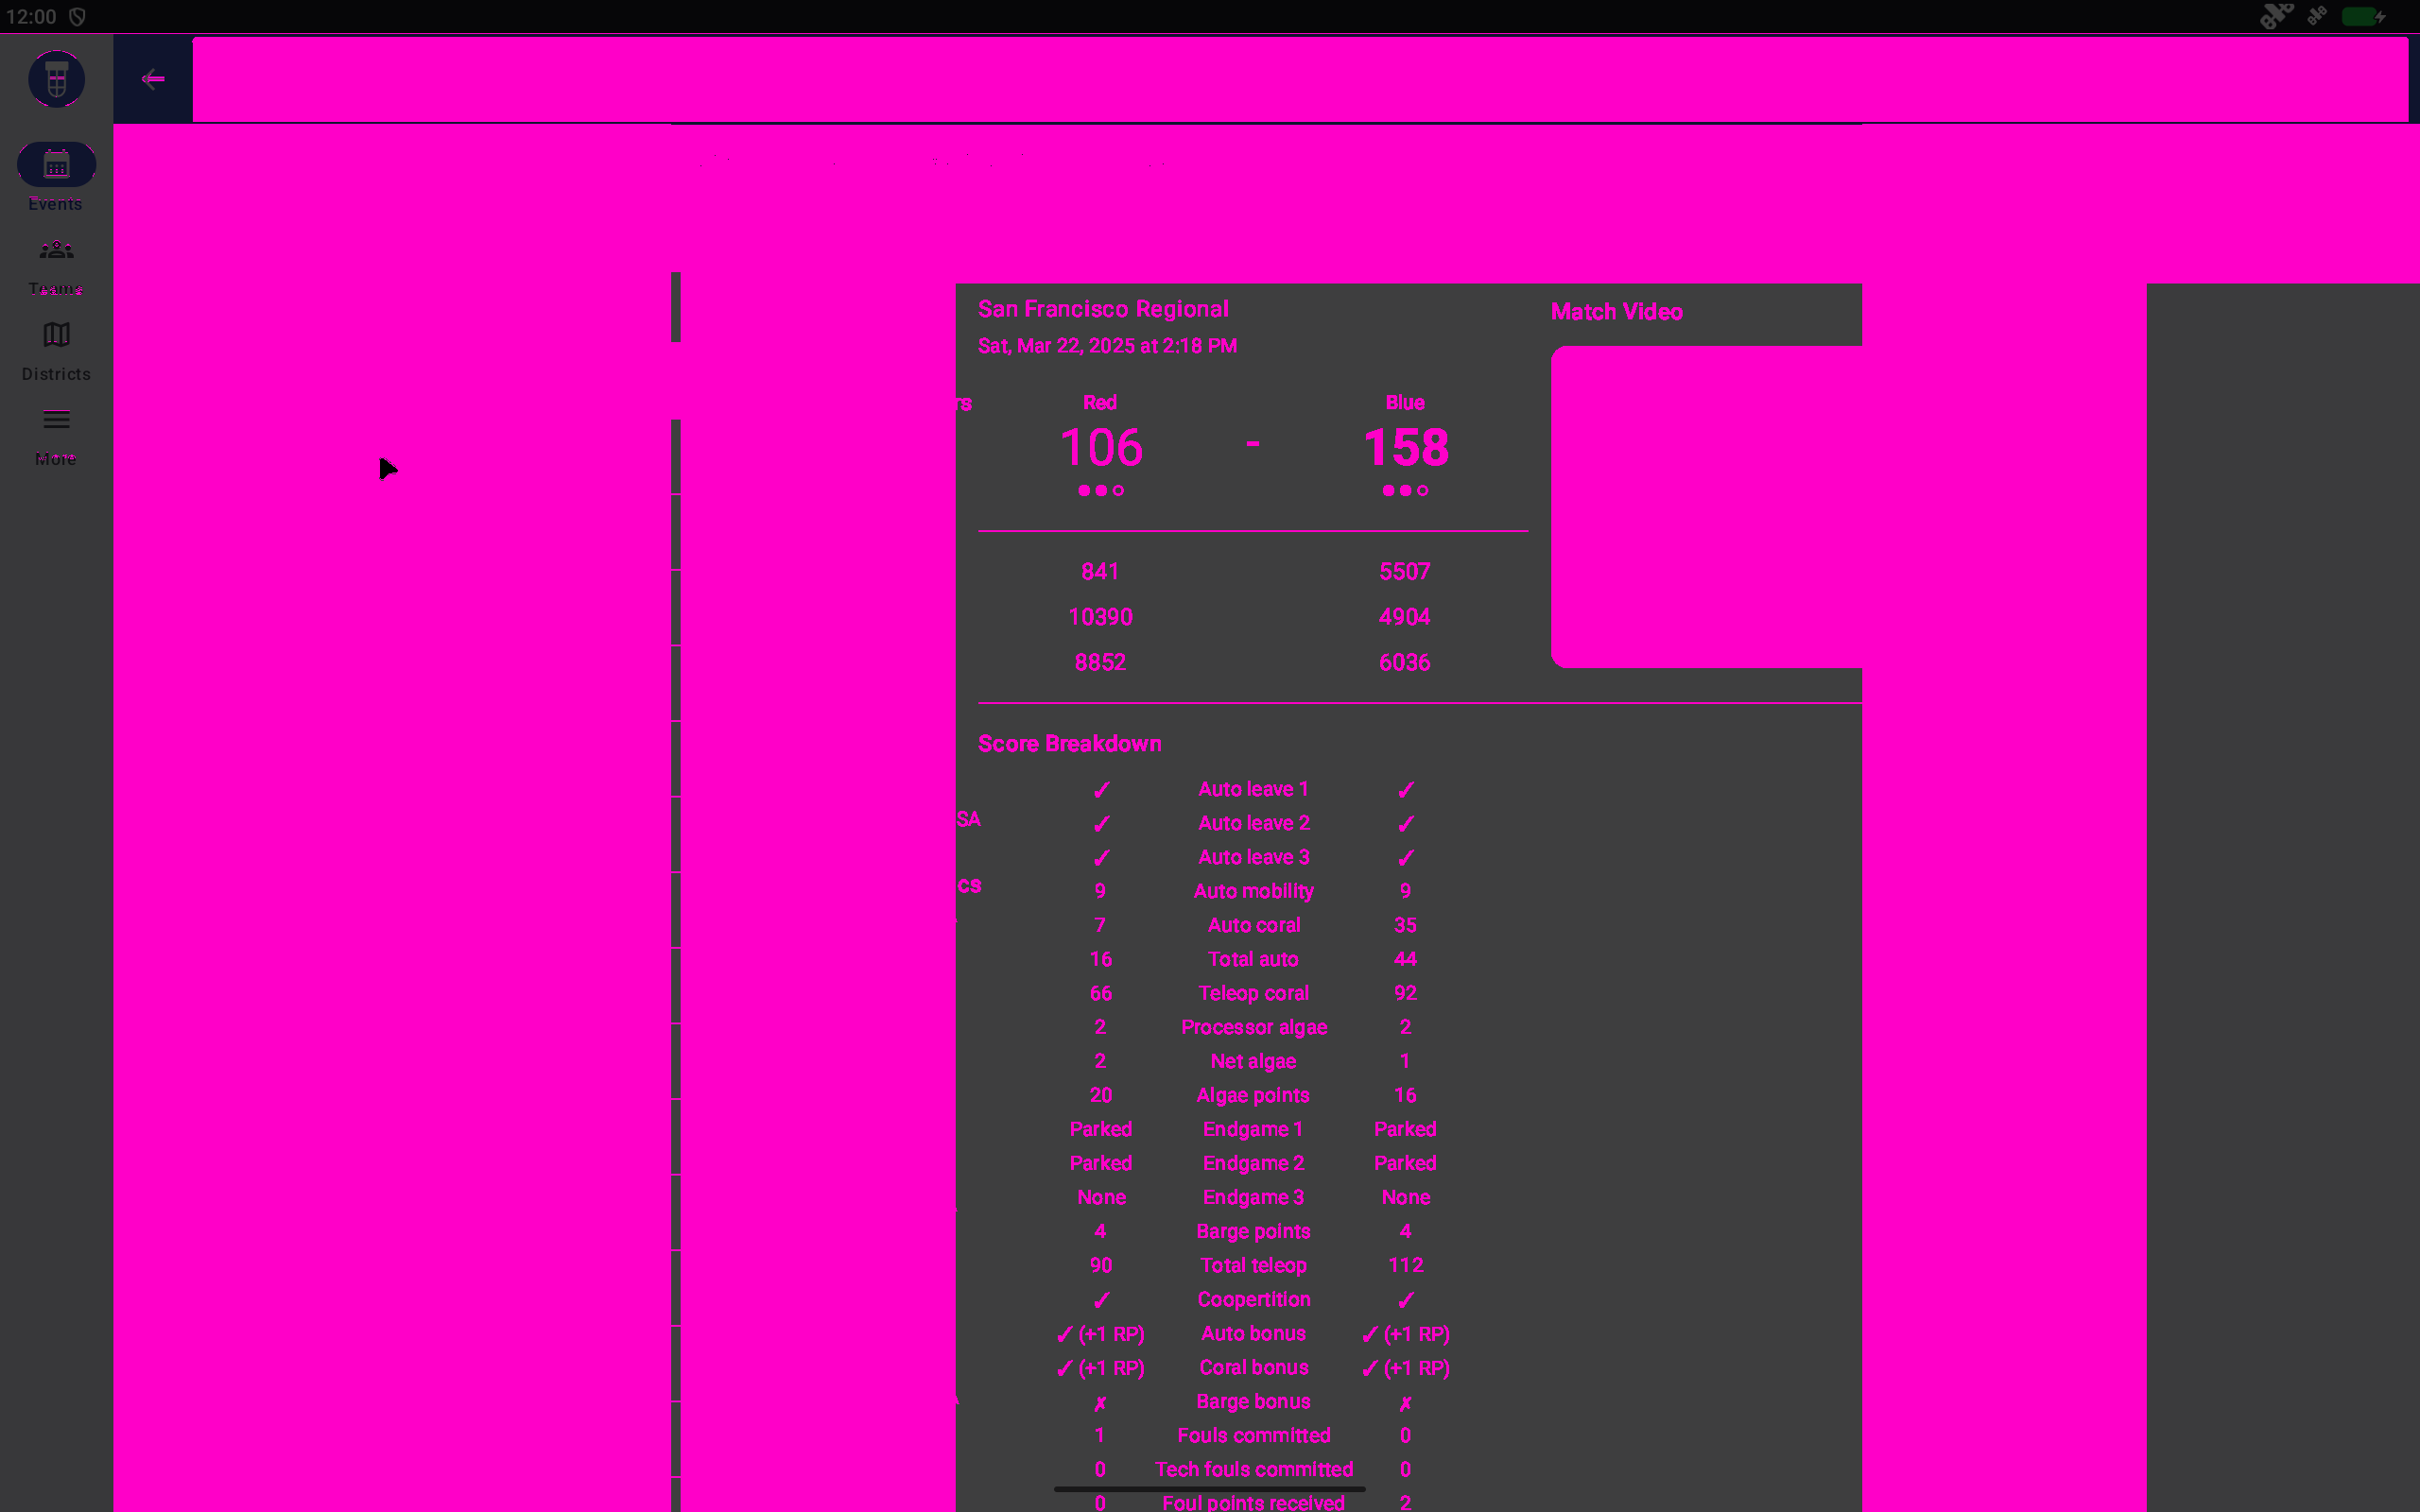 12:00
Events
Teams
Districts
More
San Francisco Regional
Match Video
Sat, Mar 22, 2025 at 2:18 PM
rs
Red
Blue
106 - 158
841 5507
10390 4904
8852 6036
Score Breakdown
✓ Auto leave 1 ✓
SA
✓ Auto leave 2 ✓
✓ Auto leave 3 ✓
cs
9 Auto mobility 9
7 Auto coral 35
16 Total auto 44
66 Teleop coral 92
2 Processor algae 2
2 Net algae 1
20 Algae points 16
Parked Endgame 1 Parked
Parked Endgame 2 Parked
None Endgame 3 None
4 Barge points 4
90 Total teleop 112
✓ Coopertition ✓
✓ (+1 RP) Auto bonus ✓ (+1 RP)
✓ (+1 RP) Coral bonus ✓ (+1 RP)
✗ Barge bonus ✗
1 Fouls committed 0
0 Tech fouls committed 0
0 Foul points received 2